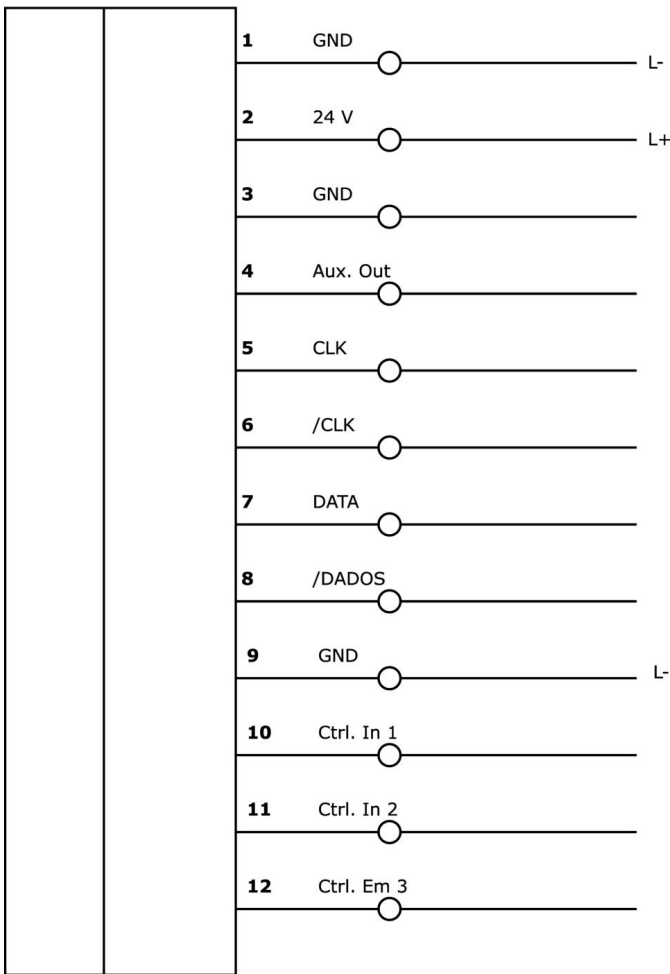 1 GND
L-
2 24 V
L+
3 GND
4 Aux. Out
5 CLK
6 /CLK
7 DATA
8 /DADOS
9 GND
L-
10 Ctrl. In 1
11 Ctrl. In 2
12 Ctrl. Em 3